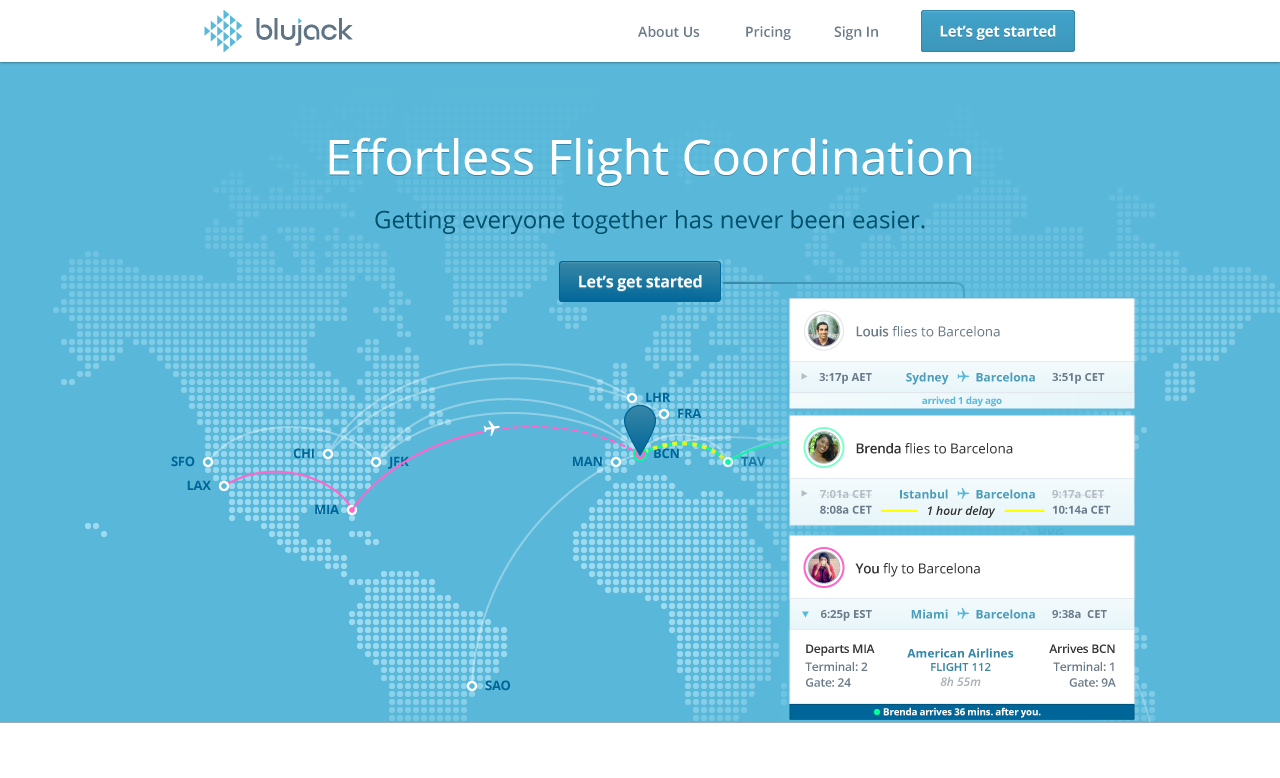 blujack
About Us
Pricing
Sign In
Let's get started
Effortless Flight Coordination
Getting everyone together has never been easier.
Let's get started
Louis flies to Barcelona
3:17p AET Sydney Barcelona 3:51p CET
arrived 1 day ago
Brenda flies to Barcelona
7:01a CET Istanbul Barcelona 9:17a CET
8:08a CET 1 hour delay 10:14a CET
You fly to Barcelona
6:25p EST Miami Barcelona 9:38a CET
Departs MIA American Airlines Arrives BCN
Terminal: 2 FLIGHT 112 Terminal: 1
Gate: 24 8h 55m Gate: 9A
Brenda arrives 36 mins. after you.
LHR
FRA
CHI
BCN
SFO
JFK
MAN
TAV
LAX
MIA
HKG
SAO